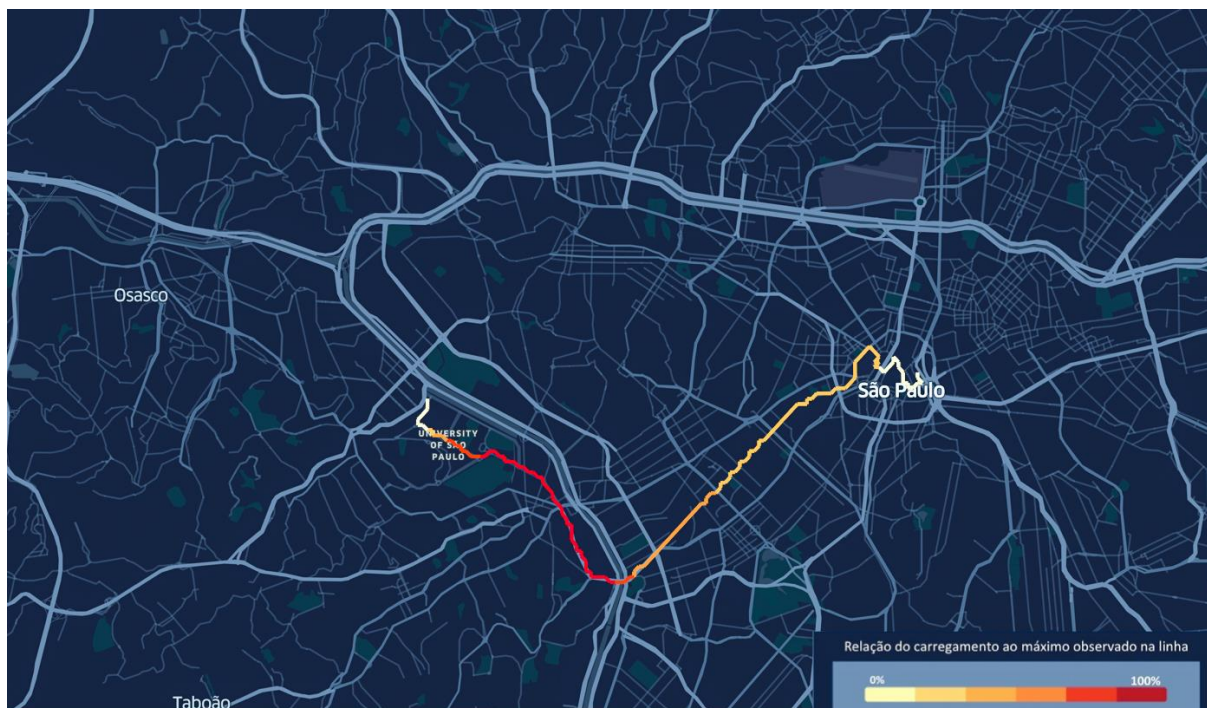 Osasco
São Paulo
UNIVERSITY
OF SÃO
PAULO
Relação do carregamento ao máximo observado na linha
0%
100%
Taboão